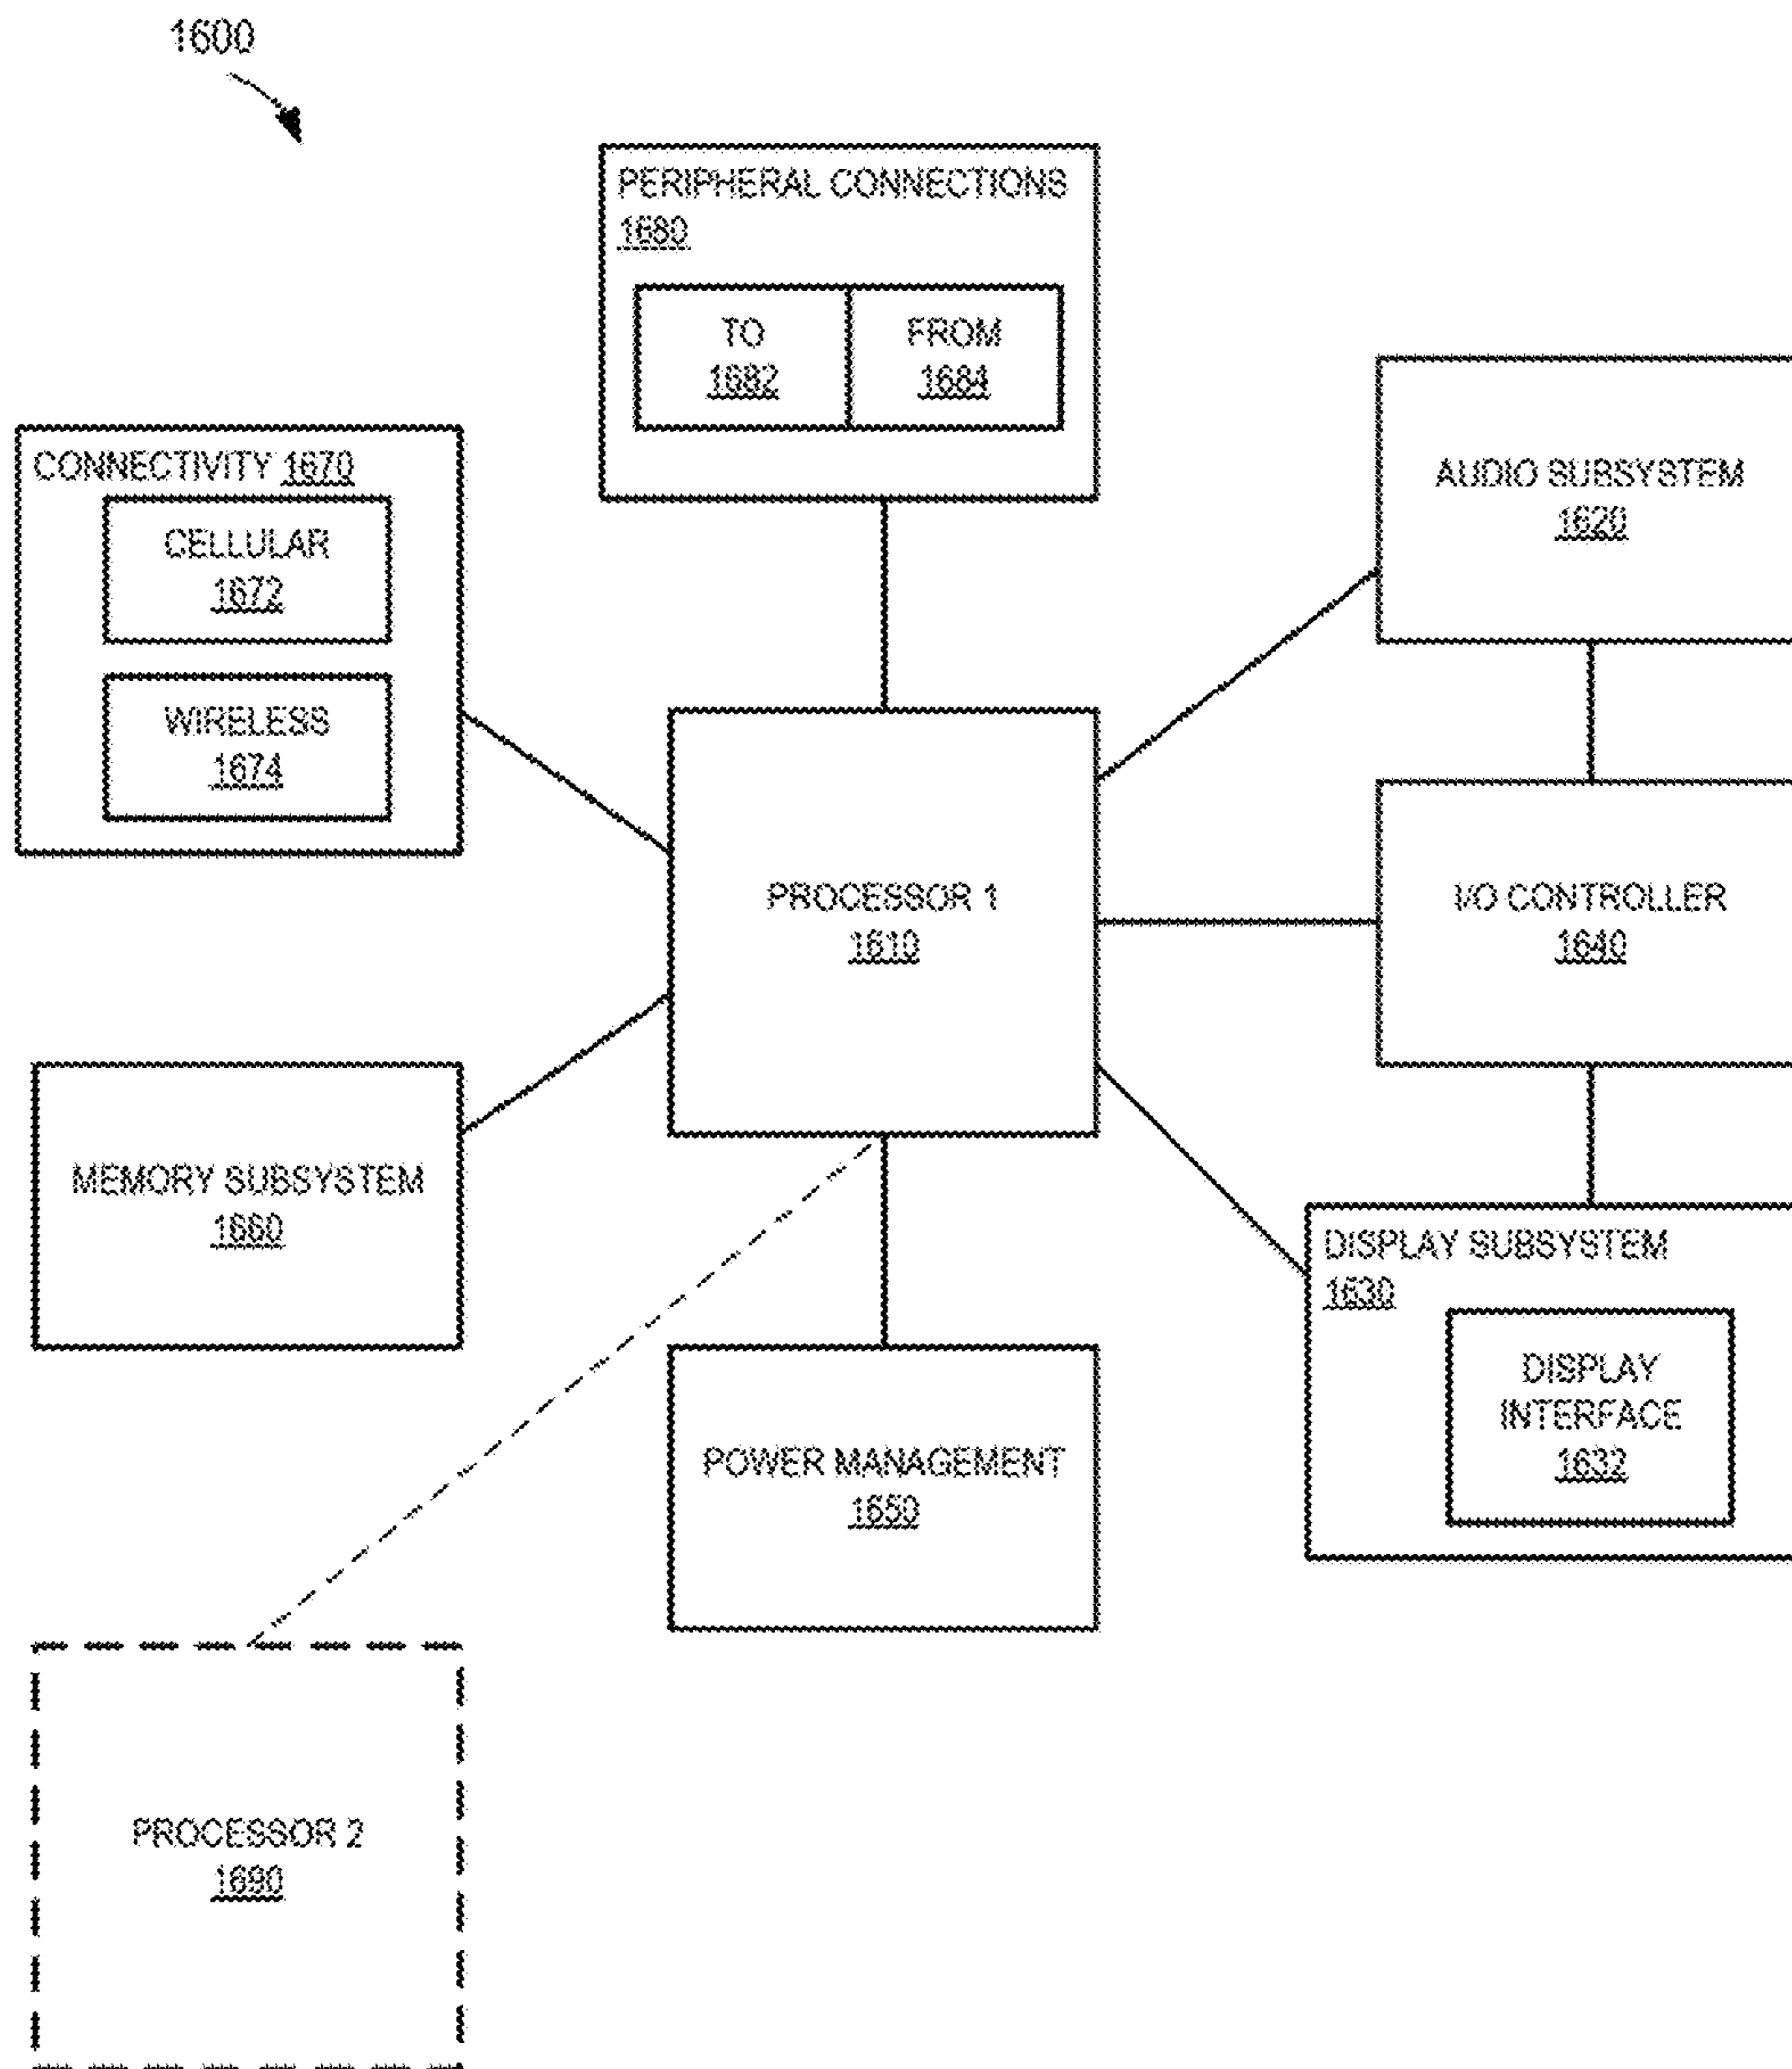 1600
PERIPHERAL CONNECTIONS
1680
TO
1682
FROM
1684
CONNECTIVITY 1670
CELLULAR
1672
WIRELESS
1674
AUDIO SUBSYSTEM
1620
PROCESSOR 1
1610
I/O CONTROLLER
1640
MEMORY SUBSYSTEM
1660
DISPLAY SUBSYSTEM
1630
DISPLAY
INTERFACE
1632
POWER MANAGEMENT
1650
PROCESSOR 2
1690